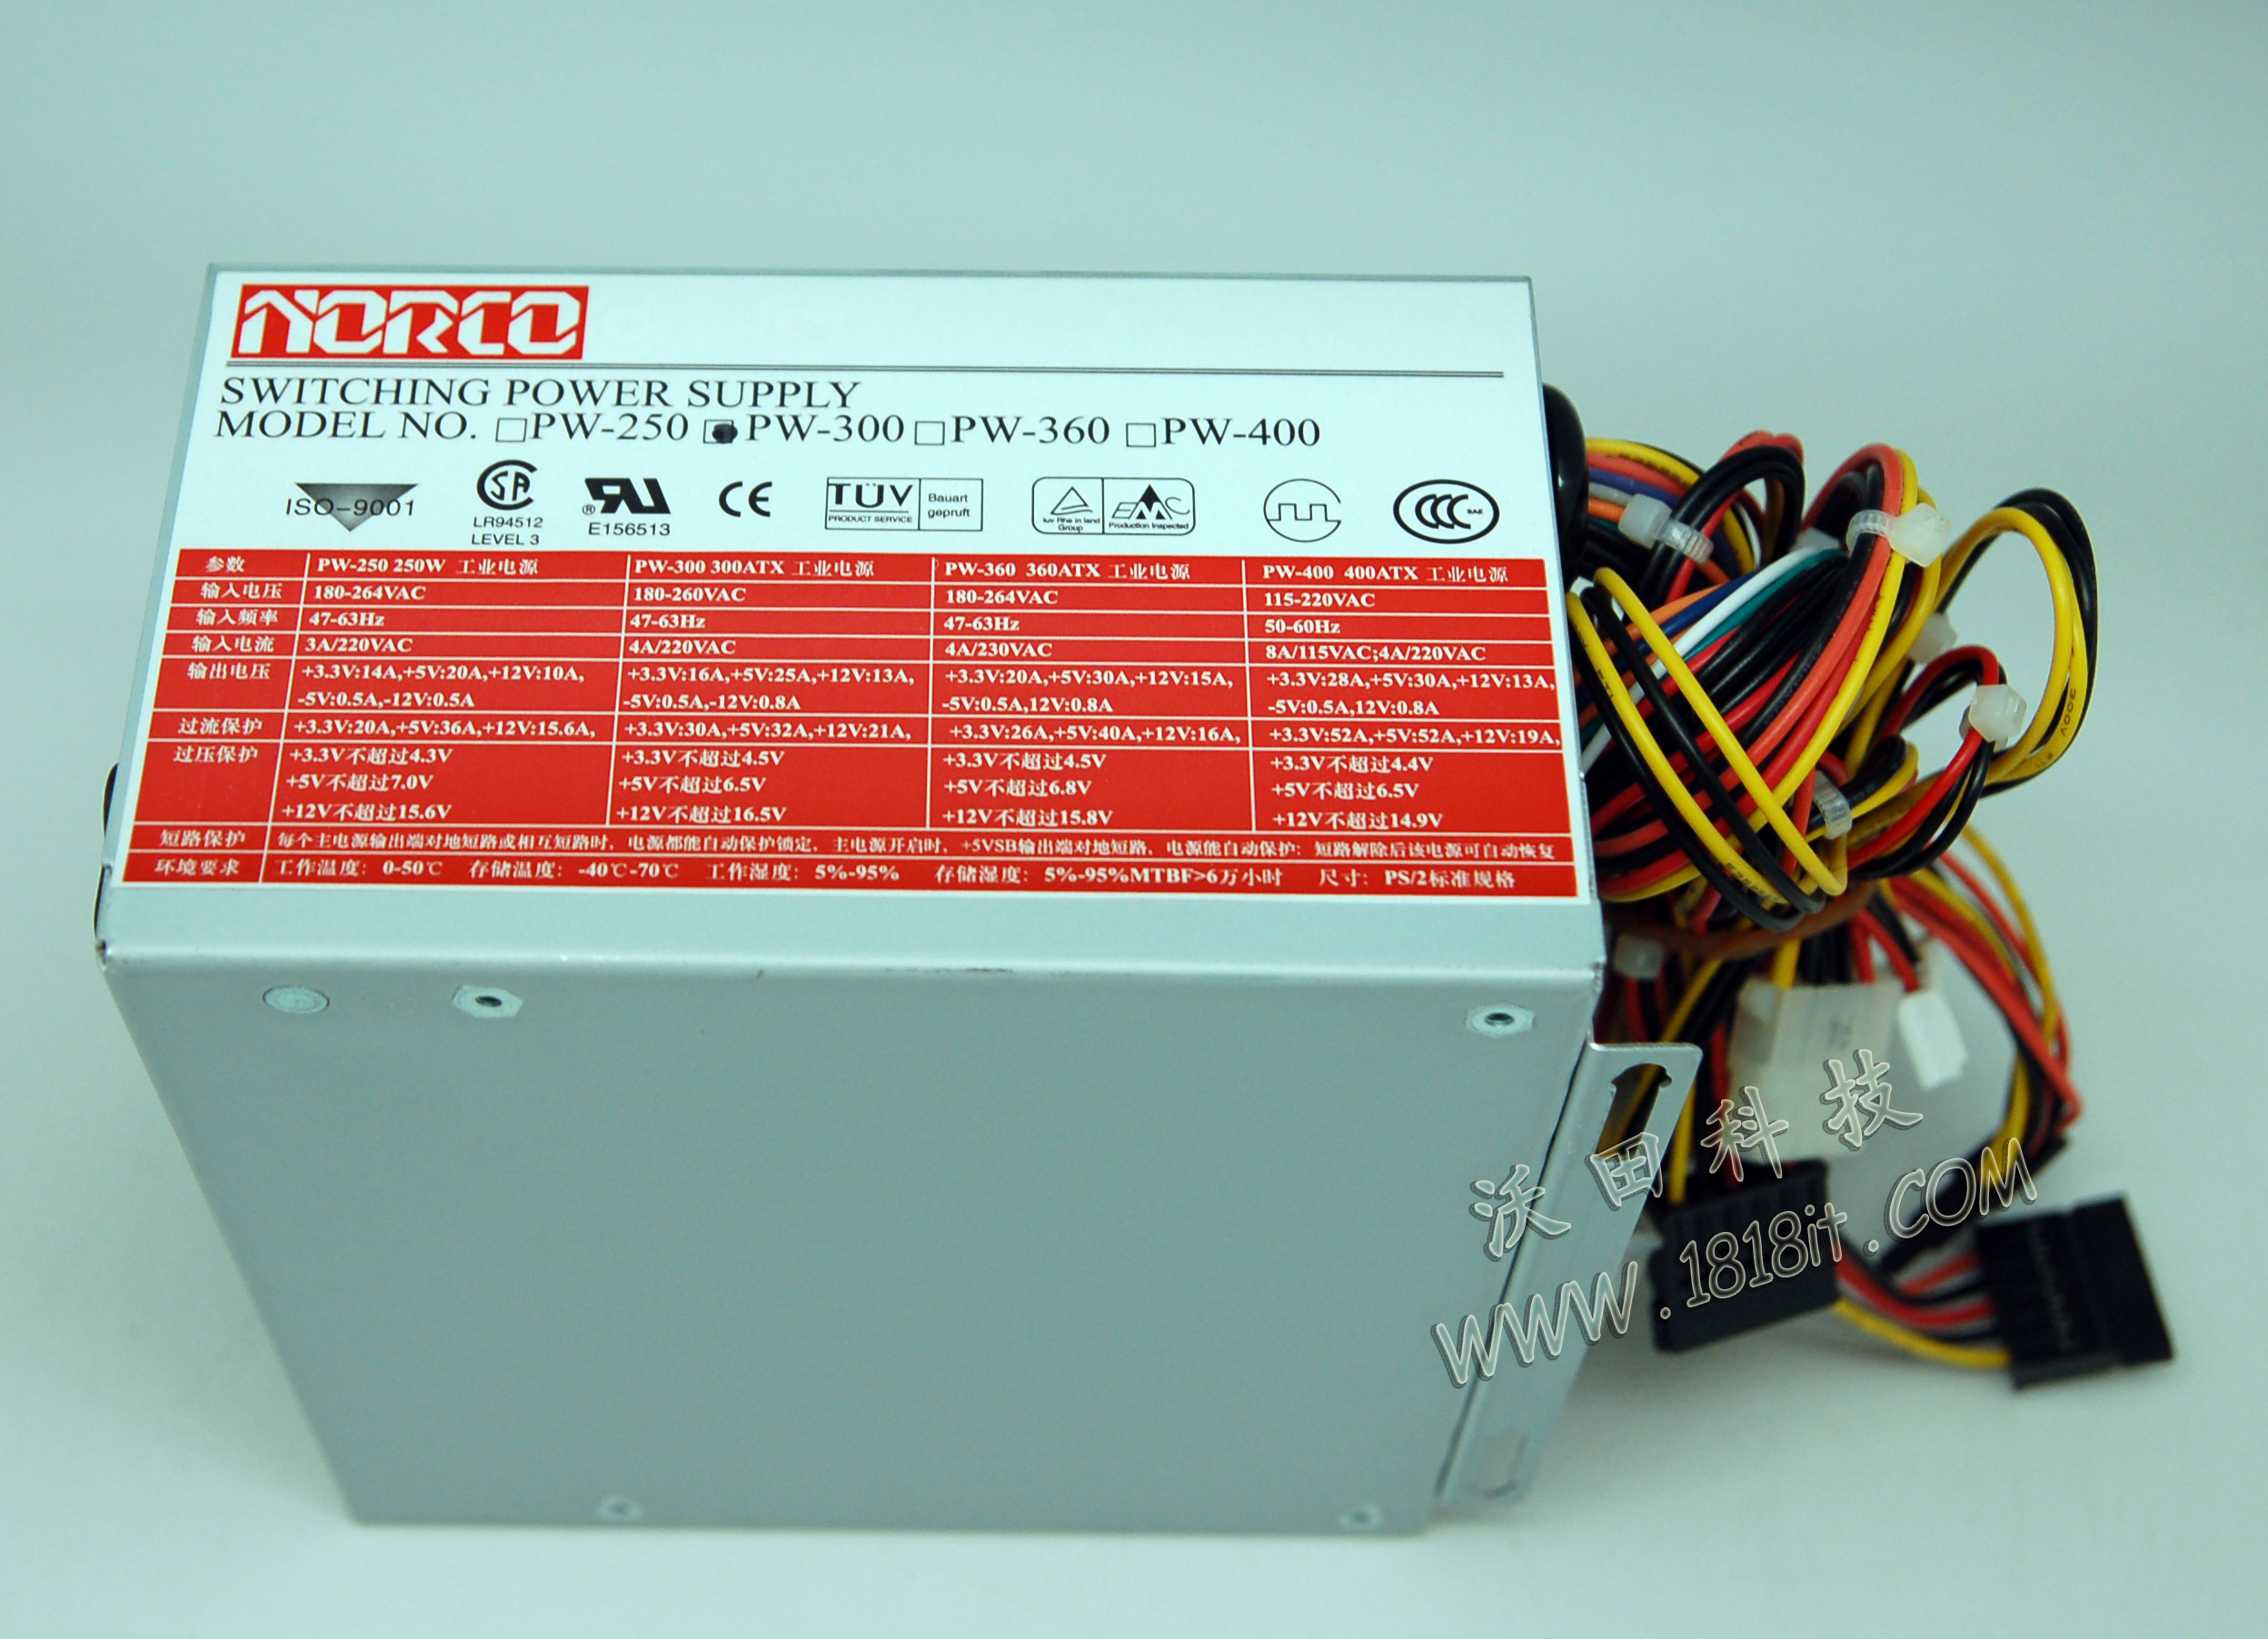 NORCO
SWITCHING POWER SUPPLY
MODEL NO. □PW-250 □PW-300 □PW-360 □PW-400
ISO-9001
LR94512
LEVEL 3
E156513
CE
TÜV
PRODUCT SERVICE
Bauart
gepruft
Group
EMC
Production Inspected
参数 PW-250 250W 工业电源 PW-300 300ATX 工业电源 PW-360 360ATX 工业电源 PW-400 400ATX 工业电源
输入电压 180-264VAC 180-260VAC 180-264VAC 115-220VAC
输入频率 47-63Hz 47-63Hz 47-63Hz 50-60Hz
输入电流 3A/220VAC 4A/220VAC 4A/230VAC 8A/115VAC;4A/220VAC
输出电压 +3.3V:14A,+5V:20A,+12V:10A, +3.3V:16A,+5V:25A,+12V:13A, +3.3V:20A,+5V:30A,+12V:15A, +3.3V:28A,+5V:30A,+12V:13A,
-5V:0.5A,-12V:0.5A -5V:0.5A,-12V:0.8A -5V:0.5A,12V:0.8A -5V:0.5A,12V:0.8A
过流保护 +3.3V:20A,+5V:36A,+12V:15.6A, +3.3V:30A,+5V:32A,+12V:21A, +3.3V:26A,+5V:40A,+12V:16A, +3.3V:52A,+5V:52A,+12V:19A,
过压保护 +3.3V不超过4.3V +3.3V不超过4.5V +3.3V不超过4.5V +3.3V不超过4.4V
+5V不超过7.0V +5V不超过6.5V +5V不超过6.8V +5V不超过6.5V
+12V不超过15.6V +12V不超过16.5V +12V不超过15.8V +12V不超过14.9V
短路保护 每个主电源输出端对地短路或相互短路时，电源都能自动保护锁定，主电源开启时，+5VSB输出端对地短路，电源能自动保护；短路解除后该电源可自动恢复
环境要求 工作温度：0-50℃ 存储温度：-40℃-70℃ 工作湿度：5%-95% 存储湿度：5%-95%MTBF>6万小时 尺寸：PS/2标准规格
300V
沃田科技
WWW.1818it.COM